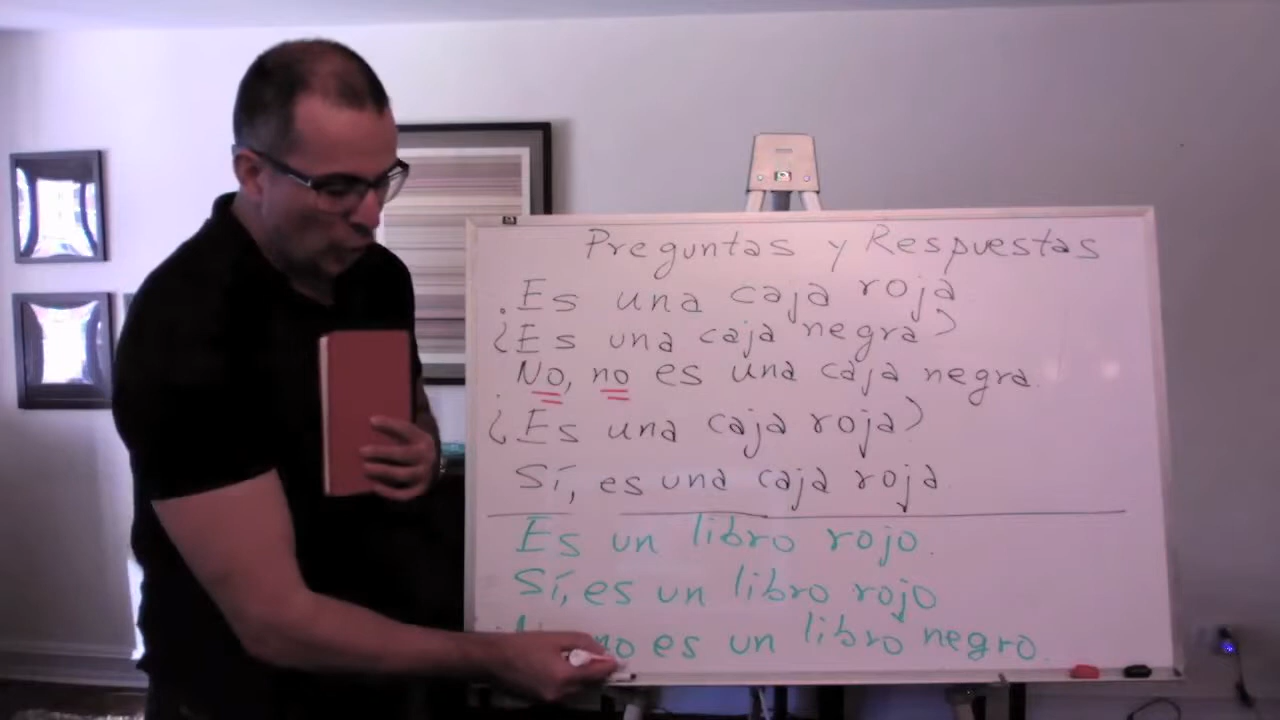 Preguntas y Respuestas
.Es una caja roja
¿Es una caja negra?
. No, no es una caja negra.
¿Es una caja roja?
Sí, es una caja roja
Es un libro rojo.
Sí, es un libro rojo
no es un libro negro.